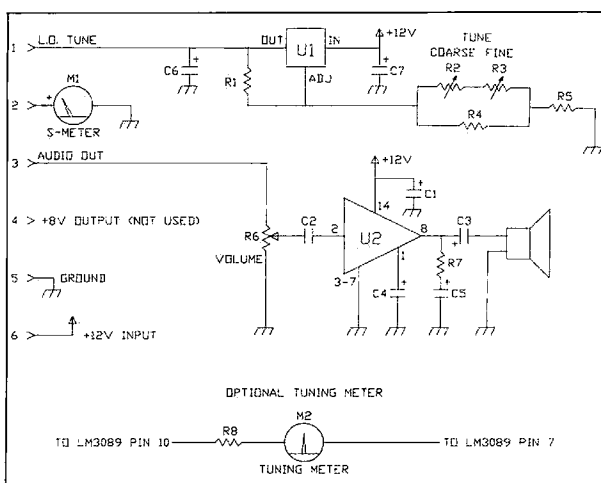 1 L.O. TUNE
OUT U1 IN
ADJ
+12V
C6 +
R1
C7 +
TUNE
COARSE FINE
R2 R3
R4
R5
M1
2 +
S-METER
3 AUDIO OUT
+12V
C1 +
14
R6
VOLUME
C2
2 U2 8
1
3-7
C3 +
R7
C4 +
C5 +
4 +8V OUTPUT (NOT USED)
5 GROUND
6 +12V INPUT
OPTIONAL TUNING METER
M2
TO LM3089 PIN 10 R8 TO LM3089 PIN 7
TUNING METER